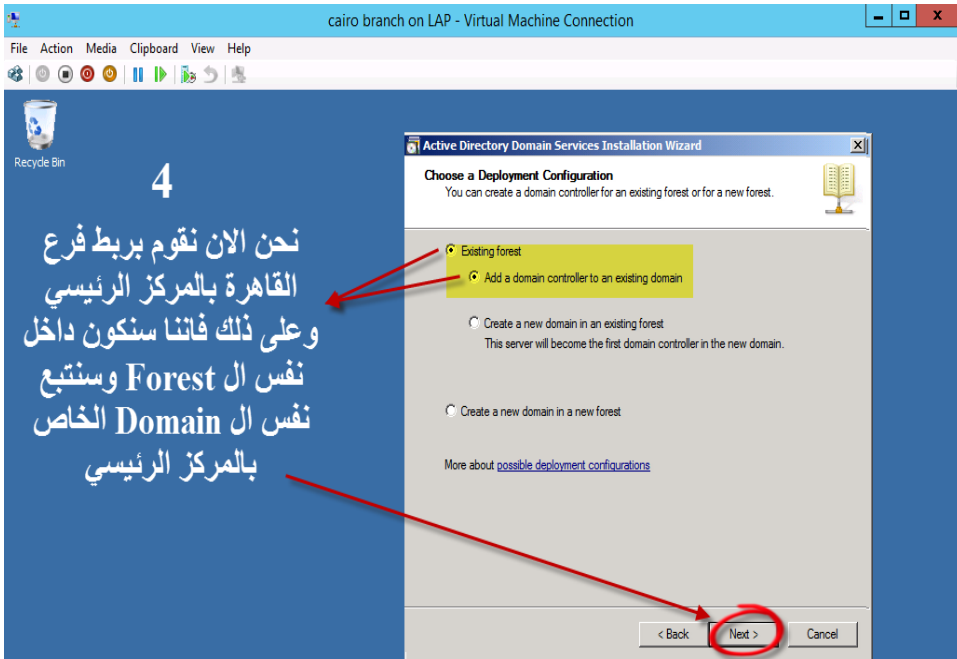 cairo branch on LAP - Virtual Machine Connection
File Action Media Clipboard View Help
Recycle Bin
4
نحن الان نقوم بربط فرع
القاهرة بالمركز الرئيسي
وعلى ذلك فاننا سنكون داخل
نفس ال Forest وسنتبع
نفس ال Domain الخاص
بالمركز الرئيسي
Active Directory Domain Services Installation Wizard
Choose a Deployment Configuration
You can create a domain controller for an existing forest or for a new forest.
Existing forest
Add a domain controller to an existing domain
Create a new domain in an existing forest
This server will become the first domain controller in the new domain.
Create a new domain in a new forest
More about possible deployment configurations
< Back Next > Cancel